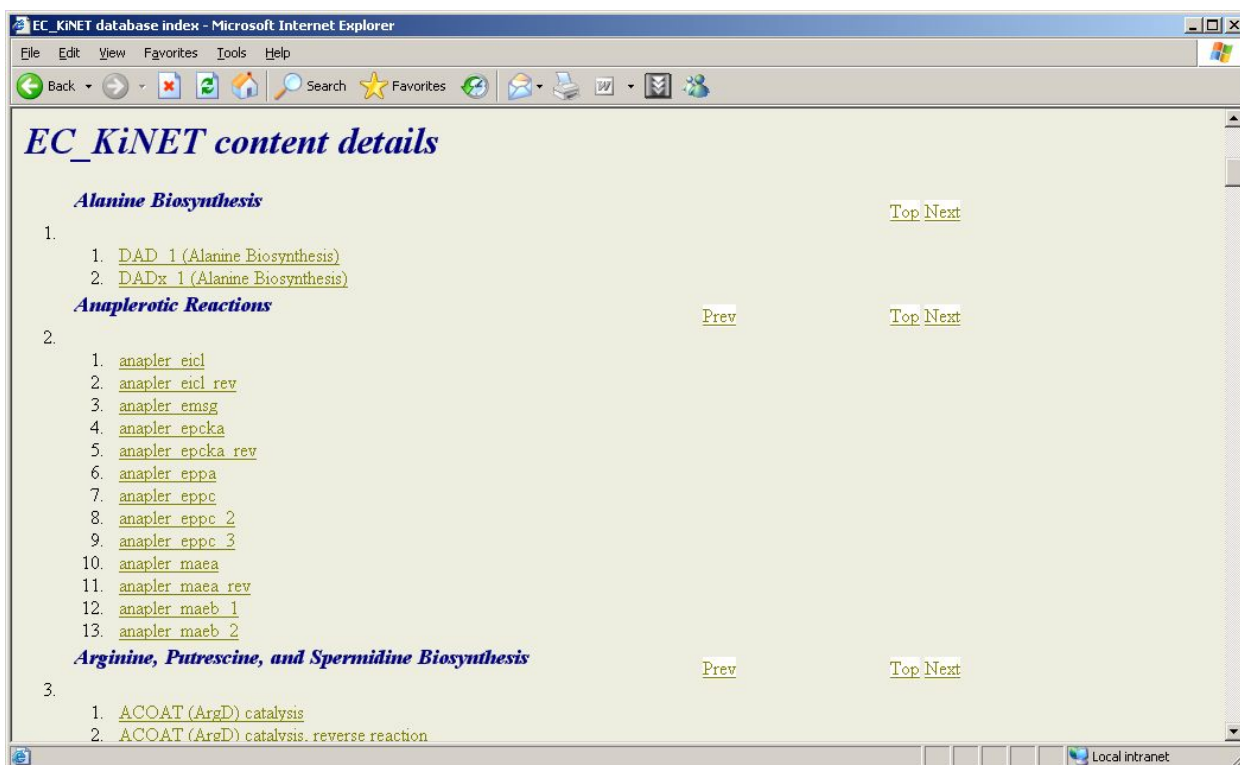 EC_KiNET database index - Microsoft Internet Explorer
File Edit View Favorites Tools Help
Back Search Favorites
EC_KiNET content details
Alanine Biosynthesis
Top Next
1.
1. DAD_1 (Alanine Biosynthesis)
2. DADx_1 (Alanine Biosynthesis)
Anaplerotic Reactions
Prev Top Next
2.
1. anapler_eicl
2. anapler_eicl_rev
3. anapler_emsg
4. anapler_epcka
5. anapler_epcka_rev
6. anapler_eppa
7. anapler_eppc
8. anapler_eppc_2
9. anapler_eppc_3
10. anapler_maea
11. anapler_maea_rev
12. anapler_maeb_1
13. anapler_maeb_2
Arginine, Putrescine, and Spermidine Biosynthesis
Prev Top Next
3.
1. ACOAT (ArgD) catalysis
2. ACOAT (ArgD) catalysis, reverse reaction
Local intranet